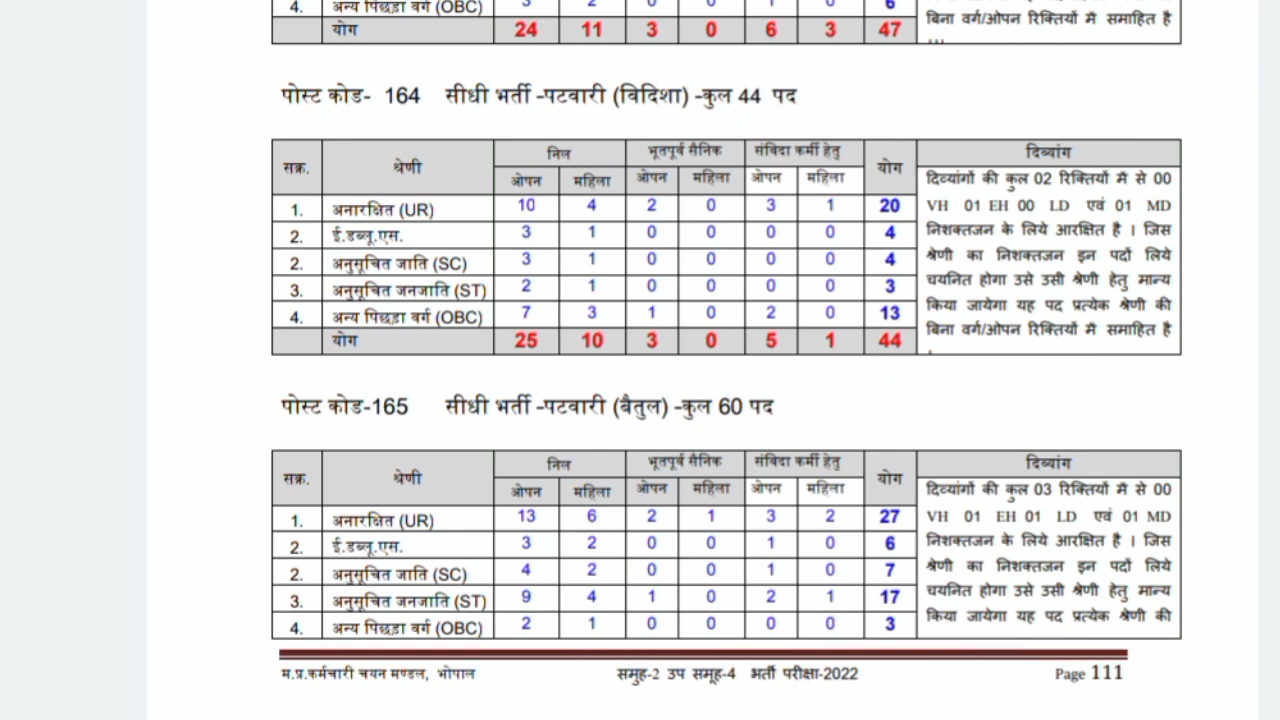 4. अन्य पिछड़ा वर्ग (OBC) 3 2 0 0 1 0 6
बिना वर्ग/ओपन रिक्तियों में समाहित है
योग 24 11 3 0 6 3 47
पोस्ट कोड- 164 सीधी भर्ती -पटवारी (विदिशा) -कुल 44 पद
सक्र. श्रेणी निल भूतपूर्व सैनिक संविदा कर्मी हेतु योग दिव्यांग
ओपन महिला ओपन महिला ओपन महिला
1. अनारक्षित (UR) 10 4 2 0 3 1 20
2. ई.डब्लू.एस. 3 1 0 0 0 0 4
2. अनुसूचित जाति (SC) 3 1 0 0 0 0 4
3. अनुसूचित जनजाति (ST) 2 1 0 0 0 0 3
4. अन्य पिछड़ा वर्ग (OBC) 7 3 1 0 2 0 13
योग 25 10 3 0 5 1 44
दिव्यांगों की कुल 02 रिक्तियों में से 00
VH 01 EH 00 LD एवं 01 MD
निशक्तजन के लिये आरक्षित है । जिस
श्रेणी का निशक्तजन इन पदों लिये
चयनित होगा उसे उसी श्रेणी हेतु मान्य
किया जायेगा यह पद प्रत्येक श्रेणी की
बिना वर्ग/ओपन रिक्तियों में समाहित है
पोस्ट कोड-165 सीधी भर्ती -पटवारी (बैतुल) -कुल 60 पद
सक्र. श्रेणी निल भूतपूर्व सैनिक संविदा कर्मी हेतु योग दिव्यांग
ओपन महिला ओपन महिला ओपन महिला
1. अनारक्षित (UR) 13 6 2 1 3 2 27
2. ई.डब्लू.एस. 3 2 0 0 1 0 6
2. अनुसूचित जाति (SC) 4 2 0 0 1 0 7
3. अनुसूचित जनजाति (ST) 9 4 1 0 2 1 17
4. अन्य पिछड़ा वर्ग (OBC) 2 1 0 0 0 0 3
दिव्यांगों की कुल 03 रिक्तियों में से 00
VH 01 EH 01 LD एवं 01 MD
निशक्तजन के लिये आरक्षित है । जिस
श्रेणी का निशक्तजन इन पदों लिये
चयनित होगा उसे उसी श्रेणी हेतु मान्य
किया जायेगा यह पद प्रत्येक श्रेणी की
म.प्र.कर्मचारी चयन मण्डल, भोपाल समुह-2 उप समूह-4 भर्ती परीक्षा-2022 Page 111